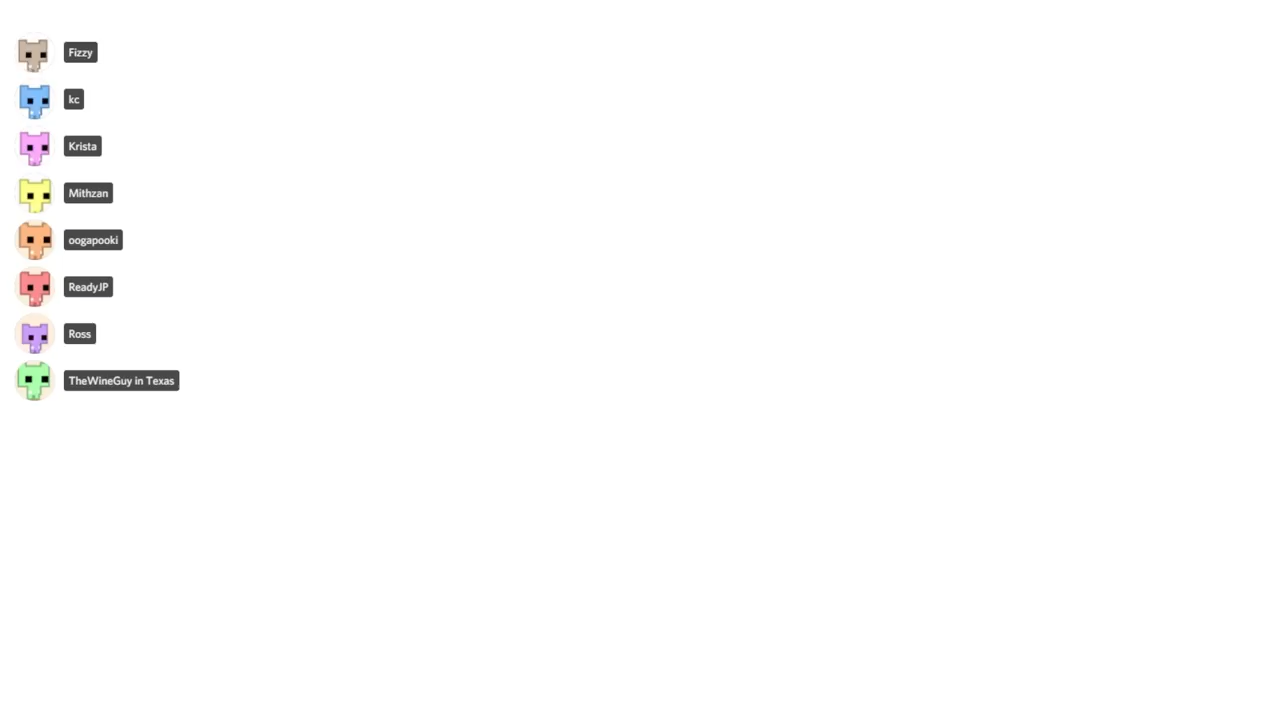 Fizzy
kc
Krista
Mithzan
oogapooki
ReadyJP
Ross
TheWineGuy in Texas